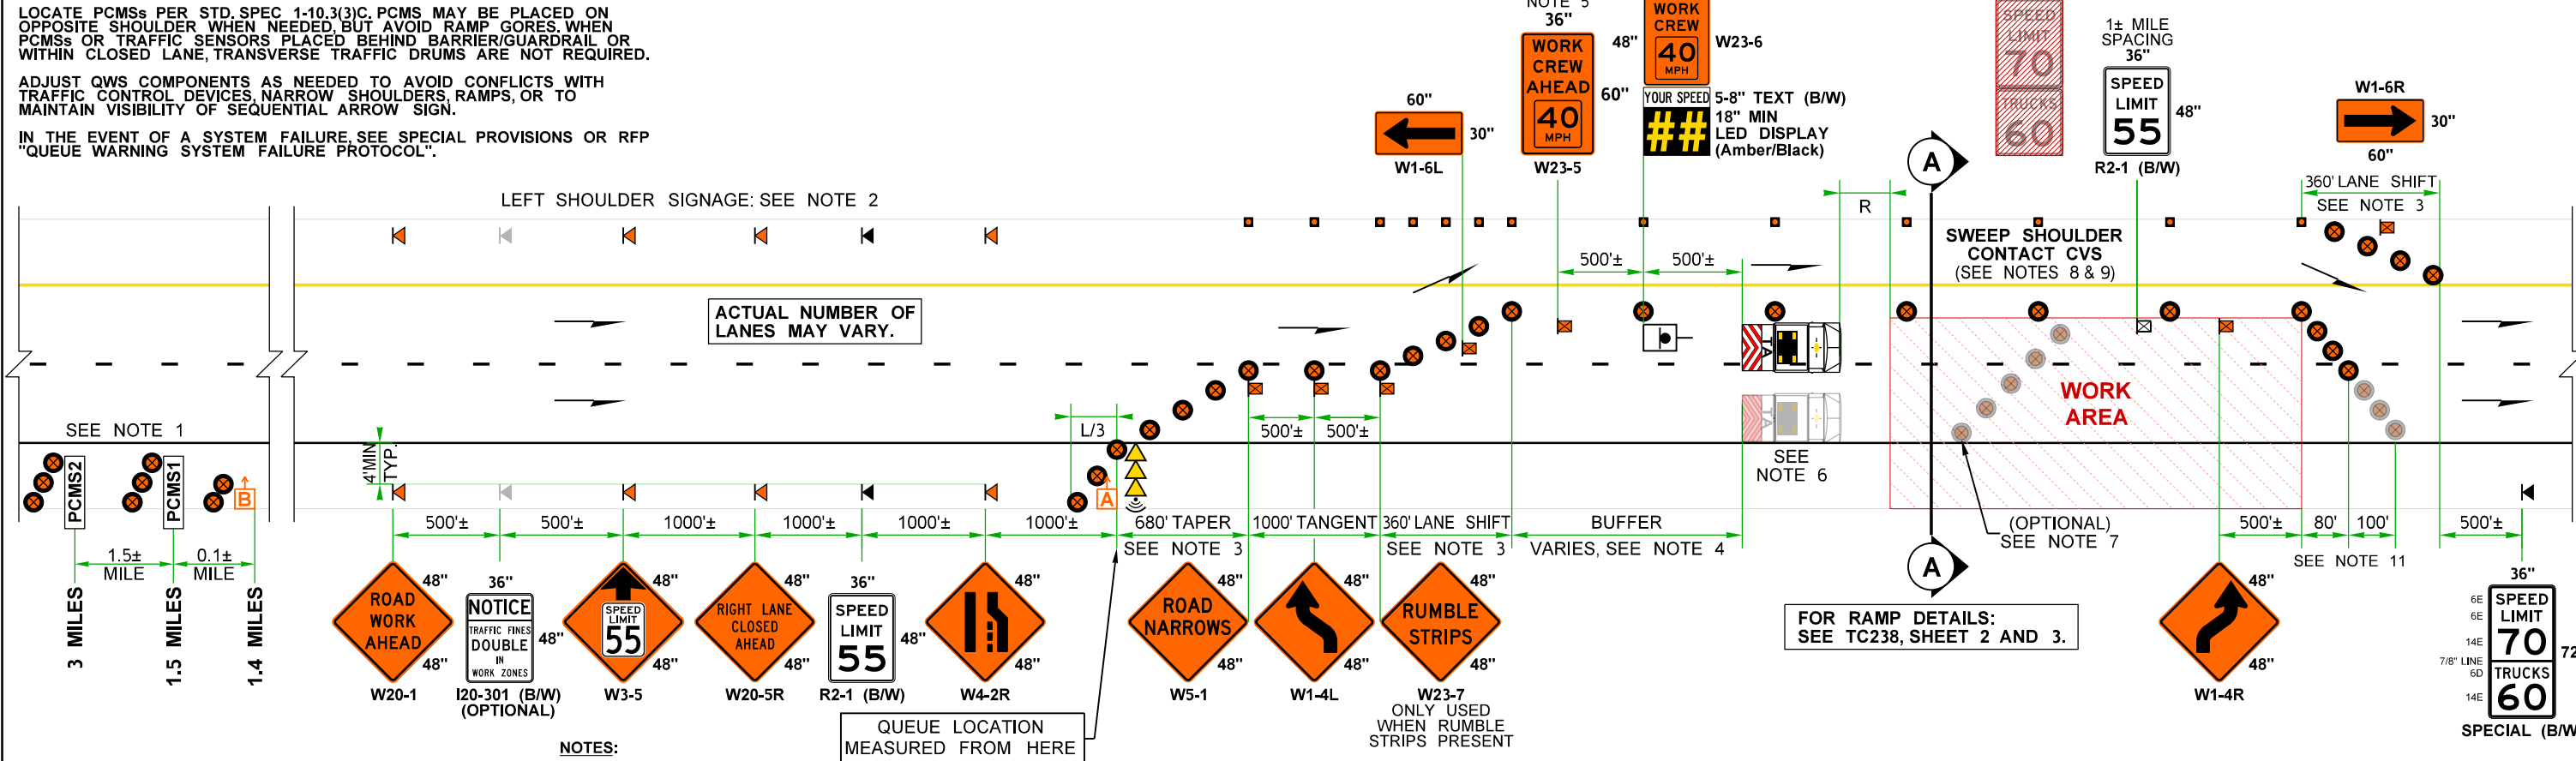 LOCATE PCMSs PER STD. SPEC 1-10.3(3)C. PCMS MAY BE PLACED ON
OPPOSITE SHOULDER WHEN NEEDED, BUT AVOID RAMP GORES. WHEN
PCMSs OR TRAFFIC SENSORS PLACED BEHIND BARRIER/GUARDRAIL OR
WITHIN CLOSED LANE, TRANSVERSE TRAFFIC DRUMS ARE NOT REQUIRED.
ADJUST QWS COMPONENTS AS NEEDED TO AVOID CONFLICTS WITH
TRAFFIC CONTROL DEVICES, NARROW SHOULDERS, RAMPS, OR TO
MAINTAIN VISIBILITY OF SEQUENTIAL ARROW SIGN.
IN THE EVENT OF A SYSTEM FAILURE, SEE SPECIAL PROVISIONS OR RFP
"QUEUE WARNING SYSTEM FAILURE PROTOCOL".
60"
30"
W1-6L
NOTE 5
36"
WORK
CREW
AHEAD
40
MPH
60"
W23-5
48"
WORK
CREW
40
MPH
W23-6
YOUR SPEED
##
5-8" TEXT (B/W)
18" MIN
LED DISPLAY
(Amber/Black)
SPEED
LIMIT
70
TRUCKS
60
1± MILE
SPACING
36"
SPEED
LIMIT
55
48"
R2-1 (B/W)
W1-6R
30"
60"
360' LANE SHIFT
SEE NOTE 3
A
R
LEFT SHOULDER SIGNAGE: SEE NOTE 2
SWEEP SHOULDER
CONTACT CVS
(SEE NOTES 8 & 9)
500'±
500'±
ACTUAL NUMBER OF
LANES MAY VARY.
TA
WORK
AREA
SEE NOTE 1
4' MIN
TYP.
L/3
500'±
500'±
SEE
NOTE 6
PCMS2
PCMS1
B
A
1.5±
MILE
0.1±
MILE
3 MILES
1.5 MILES
1.4 MILES
500'±
500'±
1000'±
1000'±
1000'±
1000'±
680' TAPER
SEE NOTE 3
1000' TANGENT
360' LANE SHIFT
SEE NOTE 3
BUFFER
VARIES, SEE NOTE 4
(OPTIONAL)
SEE NOTE 7
500'±
80'
100'
SEE NOTE 11
500'±
A
ROAD
WORK
AHEAD
48"
48"
W20-1
36"
NOTICE
TRAFFIC FINES
DOUBLE
IN
WORK ZONES
48"
I20-301 (B/W)
(OPTIONAL)
SPEED
LIMIT
55
48"
48"
W3-5
RIGHT LANE
CLOSED
AHEAD
48"
48"
W20-5R
36"
SPEED
LIMIT
55
48"
R2-1 (B/W)
48"
48"
W4-2R
ROAD
NARROWS
48"
48"
W5-1
48"
48"
W1-4L
RUMBLE
STRIPS
48"
48"
W23-7
ONLY USED
WHEN RUMBLE
STRIPS PRESENT
FOR RAMP DETAILS:
SEE TC238, SHEET 2 AND 3.
48"
48"
W1-4R
36"
6E
6E
14E
7/8" LINE
6D
14E
SPEED
LIMIT
70
TRUCKS
60
SPECIAL (B/W
QUEUE LOCATION
MEASURED FROM HERE
NOTES: